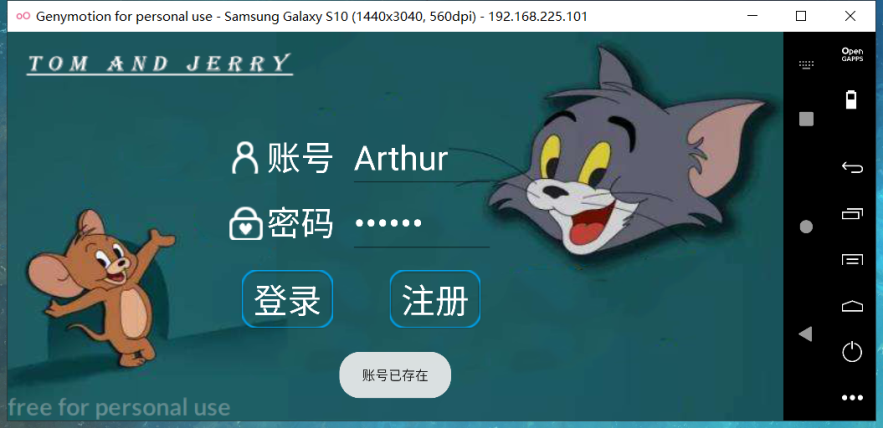 Genymotion for personal use - Samsung Galaxy S10 (1440x3040, 560dpi) - 192.168.225.101
Open
GAPPS
TOM AND JERRY
账号 Arthur
密码 ••••••
登录 注册
账号已存在
free for personal use